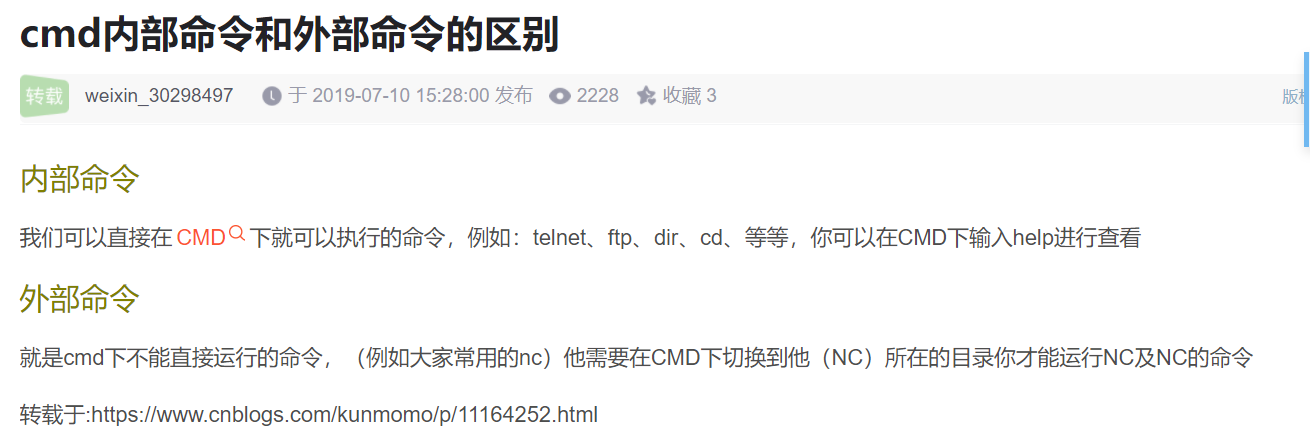 cmd内部命令和外部命令的区别
转载 weixin_30298497 于 2019-07-10 15:28:00 发布 2228 收藏 3
内部命令
我们可以直接在 CMD 下就可以执行的命令，例如：telnet、ftp、dir、cd、等等，你可以在CMD下输入help进行查看
外部命令
就是cmd下不能直接运行的命令，（例如大家常用的nc）他需要在CMD下切换到他（NC）所在的目录你才能运行NC及NC的命令
转载于:https://www.cnblogs.com/kunmomo/p/11164252.html